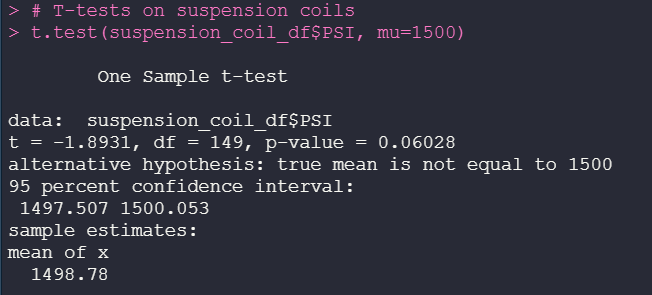 > # T-tests on suspension coils
> t.test(suspension_coil_df$PSI, mu=1500)
One Sample t-test
data:  suspension_coil_df$PSI
t = -1.8931, df = 149, p-value = 0.06028
alternative hypothesis: true mean is not equal to 1500
95 percent confidence interval:
1497.507 1500.053
sample estimates:
mean of x
1498.78